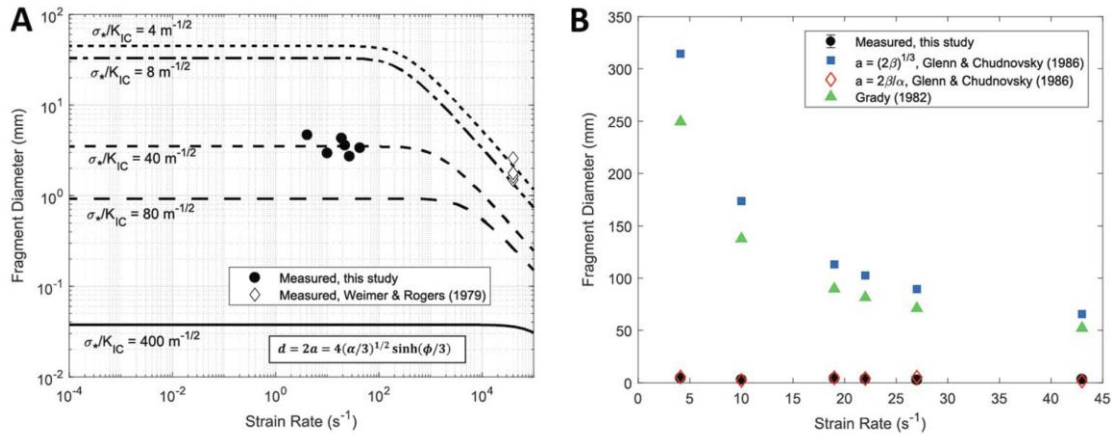 A
σ*/K_IC = 4 m^-1/2
σ*/K_IC = 8 m^-1/2
σ*/K_IC = 40 m^-1/2
σ*/K_IC = 80 m^-1/2
σ*/K_IC = 400 m^-1/2
Measured, this study
Measured, Weimer & Rogers (1979)
d = 2a = 4(α/3)^1/2 sinh(ϕ/3)
Fragment Diameter (mm)
10^2
10^1
10^0
10^-1
10^-2
10^-4
10^-2
10^0
10^2
10^4
Strain Rate (s^-1)
B
Measured, this study
a = (2β)^1/3, Glenn & Chudnovsky (1986)
a = 2β/α, Glenn & Chudnovsky (1986)
Grady (1982)
Fragment Diameter (mm)
350
300
250
200
150
100
50
0
0
5
10
15
20
25
30
35
40
45
Strain Rate (s^-1)